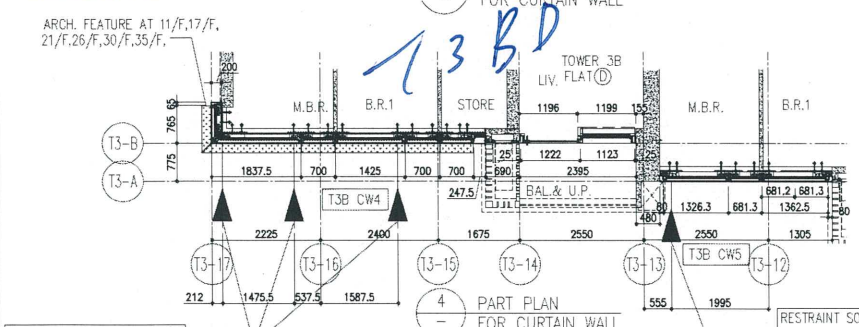 FOR CURTAIN WALL
ARCH. FEATURE AT 11/F,17/F,
21/F,26/F,30/F,35/F,
13 BD
TOWER 3B
LIV. FLAT(D)
200
M.B.R. B.R.1 STORE
M.B.R. B.R.1
1196 1199 155
65
765
775
T3-B
T3-A
25 1222 1123 25
1837.5 700 1425 700 700 690 2395
247.5
BAL.& U.P.
T3B CW4
681.2 681.3
80 1326.3 681.3 1362.5 80
480
2225 2400 1675 2550 2550 1305
T3B CW5
T3-17 T3-16 T3-15 T3-14 T3-13 T3-12
212 1475.5 537.5 1587.5
555 1995
4 PART PLAN
- FOR CURTAIN WALL
RESTRAINT SC